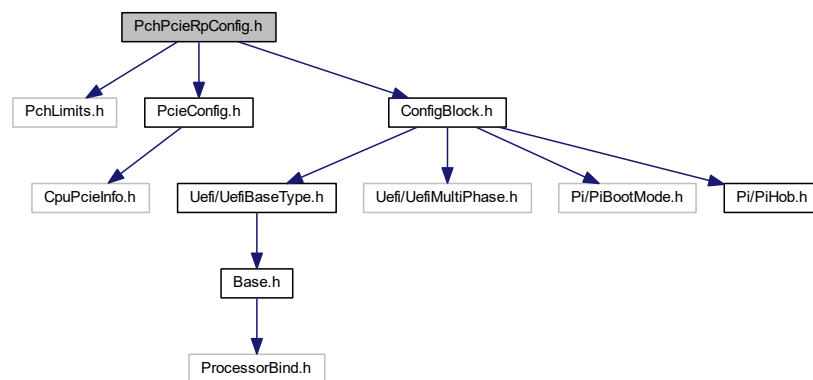 PchPcieRpConfig.h
PchLimits.h
PcieConfig.h
ConfigBlock.h
CpuPcieInfo.h
Uefi/UefiBaseType.h
Uefi/UefiMultiPhase.h
Pi/PiBootMode.h
Pi/PiHob.h
Base.h
ProcessorBind.h